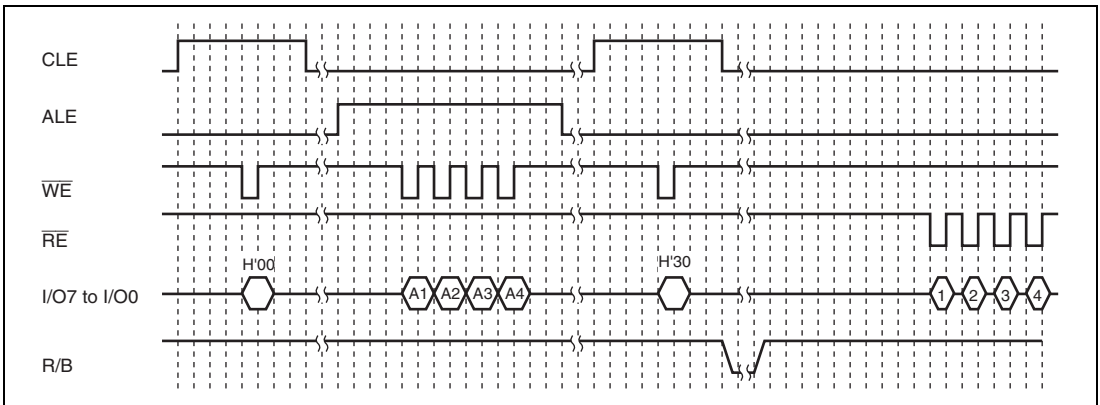 CLE
ALE
WE
RE
H'00
H'30
I/O7 to I/O0
A1 A2 A3 A4
1 2 3 4
R/B